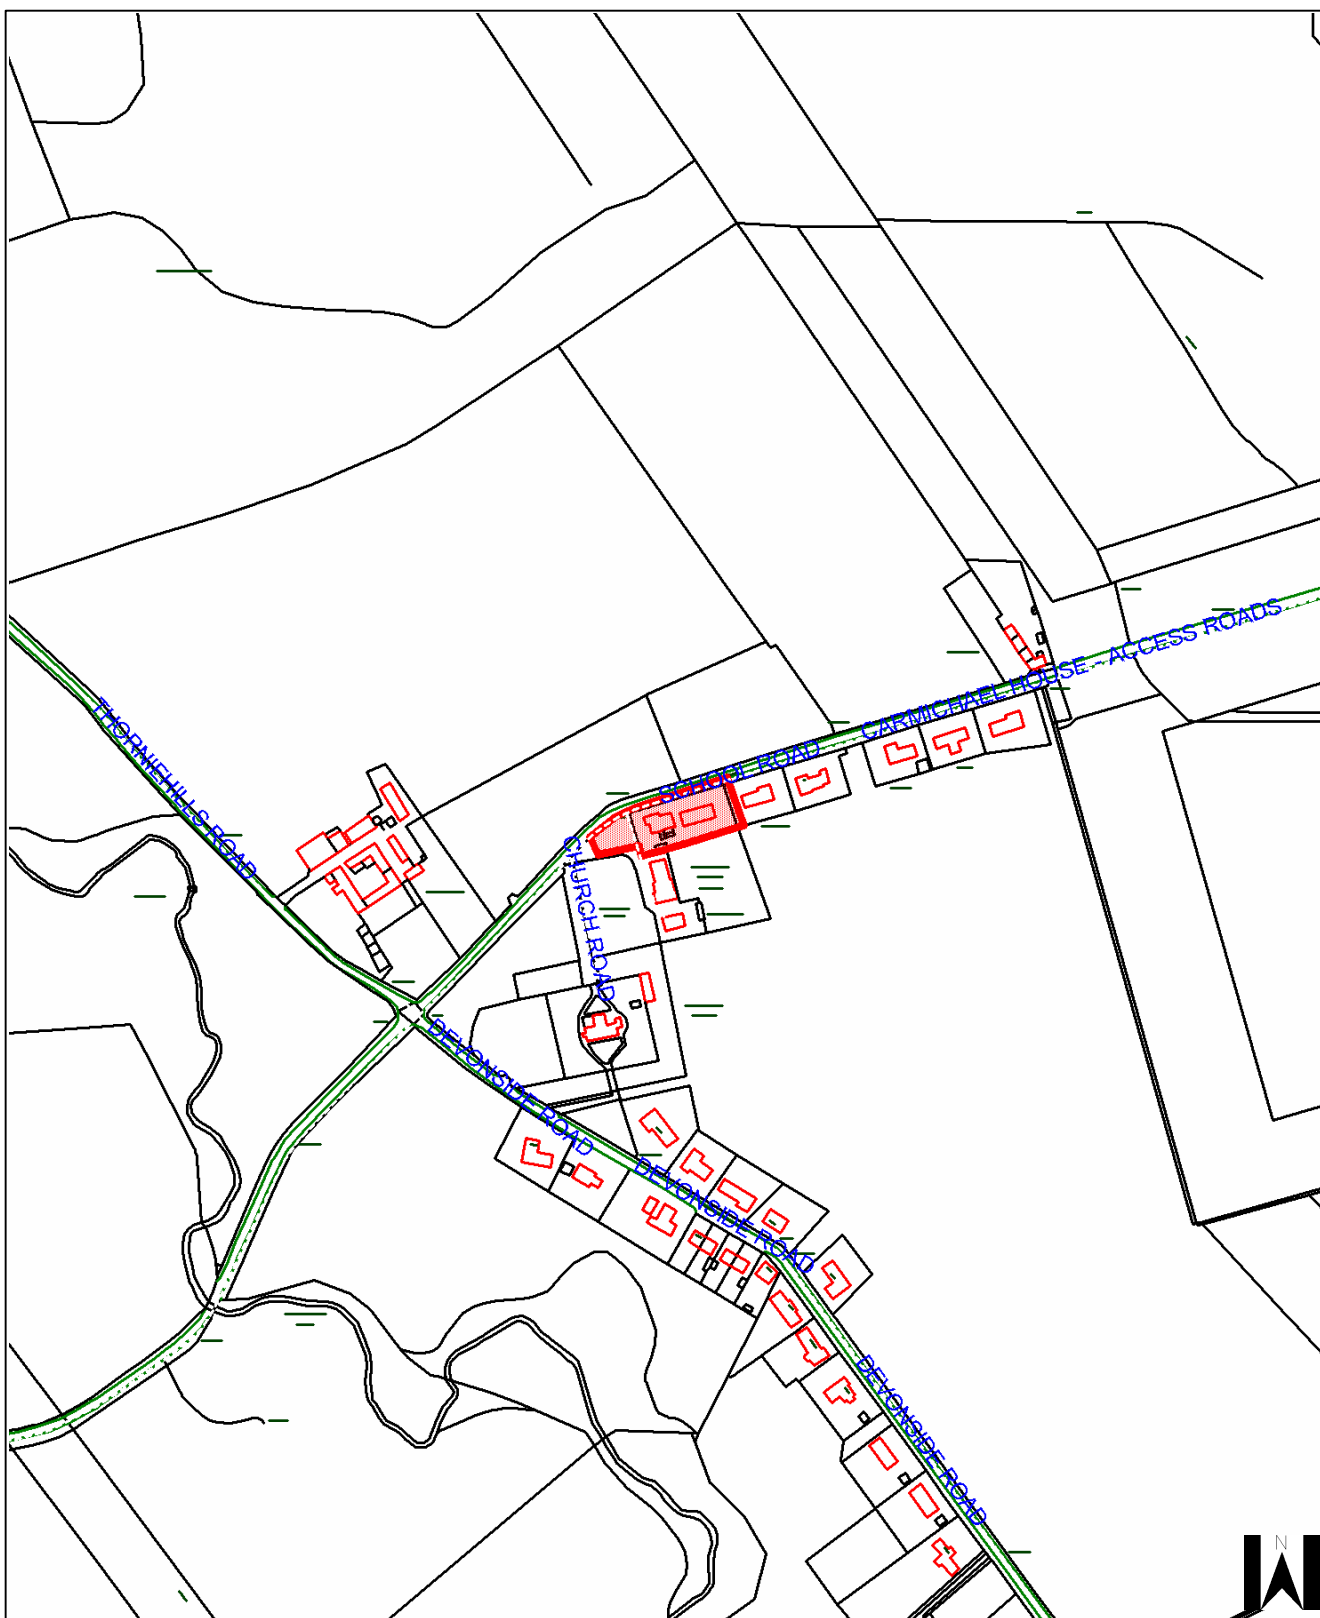 CARMICHAEL HOUSE - ACCESS ROADS
THORNIEHILLS ROAD
SCHOOL ROAD
CHURCH ROAD
DEVONSIDE ROAD
DEVONSIDE ROAD
DEVONSIDE ROAD
N